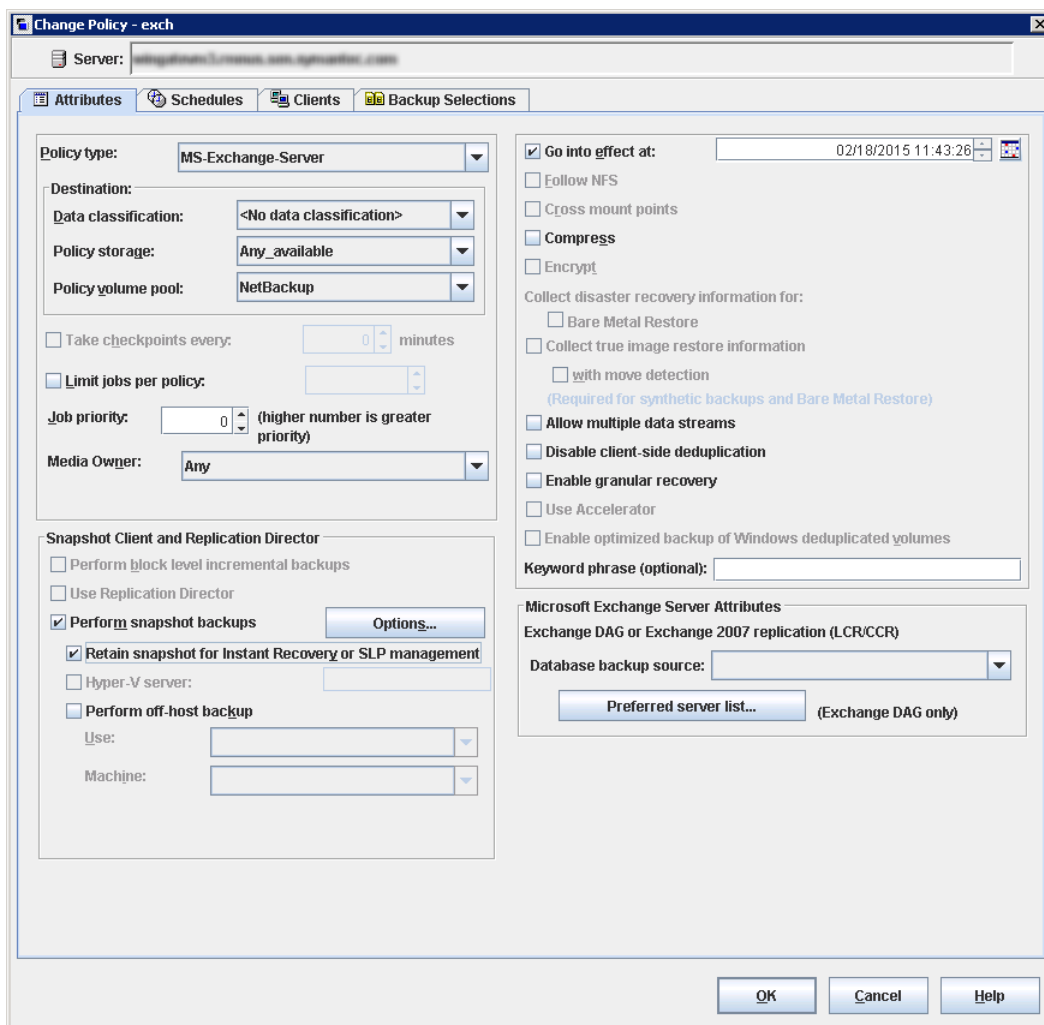 Change Policy - exch
Server:
Attributes
Schedules
Clients
Backup Selections
Policy type:
MS-Exchange-Server
Destination:
Data classification:
<No data classification>
Policy storage:
Any_available
Policy volume pool:
NetBackup
Take checkpoints every:
0
minutes
Limit jobs per policy:
Job priority:
0
(higher number is greater
priority)
Media Owner:
Any
Snapshot Client and Replication Director
Perform block level incremental backups
Use Replication Director
Perform snapshot backups
Options...
Retain snapshot for Instant Recovery or SLP management
Hyper-V server:
Perform off-host backup
Use:
Machine:
Go into effect at:
02/18/2015 11:43:26
Follow NFS
Cross mount points
Compress
Encrypt
Collect disaster recovery information for:
Bare Metal Restore
Collect true image restore information
with move detection
(Required for synthetic backups and Bare Metal Restore)
Allow multiple data streams
Disable client-side deduplication
Enable granular recovery
Use Accelerator
Enable optimized backup of Windows deduplicated volumes
Keyword phrase (optional):
Microsoft Exchange Server Attributes
Exchange DAG or Exchange 2007 replication (LCR/CCR)
Database backup source:
Preferred server list...
(Exchange DAG only)
OK
Cancel
Help